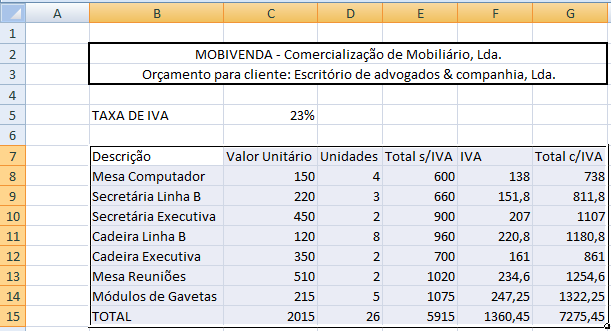 A B C D E F G
1
2 MOBIVENDA - Comercialização de Mobiliário, Lda.
3 Orçamento para cliente: Escritório de advogados & companhia, Lda.
4
5 TAXA DE IVA 23%
6
7 Descrição Valor Unitário Unidades Total s/IVA IVA Total c/IVA
8 Mesa Computador 150 4 600 138 738
9 Secretária Linha B 220 3 660 151,8 811,8
10 Secretária Executiva 450 2 900 207 1107
11 Cadeira Linha B 120 8 960 220,8 1180,8
12 Cadeira Executiva 350 2 700 161 861
13 Mesa Reuniões 510 2 1020 234,6 1254,6
14 Módulos de Gavetas 215 5 1075 247,25 1322,25
15 TOTAL 2015 26 5915 1360,45 7275,45